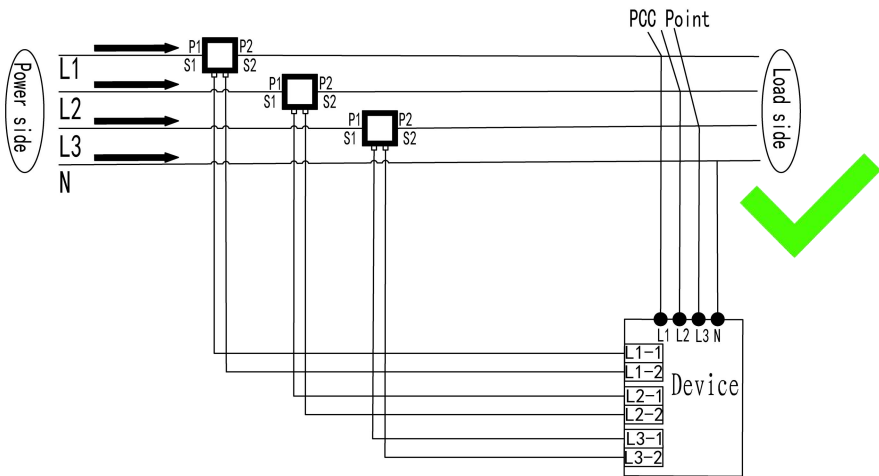 PCC Point
P1 P2
L1 S1 S2
P1 P2
L2 S1 S2
P1 P2
L3 S1 S2
N
Power side
Load side
L1 L2 L3 N
L1-1
L1-2
Device
L2-1
L2-2
L3-1
L3-2